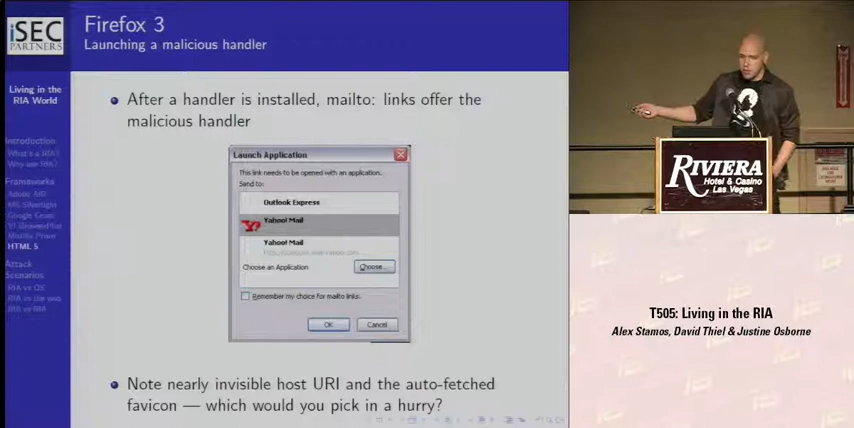 iSEC
PARTNERS
Firefox 3
Launching a malicious handler
Living in the
RIA World
Introduction
What's a RIA?
Why use RIA?
Frameworks
Adobe AIR
MS Silverlight
Google Gears
Y! BrowserPlus
Mozilla Prism
HTML 5
Attack
Scenarios
RIA vs OS
RIA vs the web
RIA vs RIA
After a handler is installed, mailto: links offer the
malicious handler
Launch Application
This link needs to be opened with an application.
Send to:
Outlook Express
Yahoo! Mail
Yahoo! Mail
Choose an Application
Choose...
Remember my choice for mailto links.
OK
Cancel
Note nearly invisible host URI and the auto-fetched
favicon — which would you pick in a hurry?
RIVIERA
Hotel & Casino
Las Vegas
T505: Living in the RIA
Alex Stamos, David Thiel & Justine Osborne